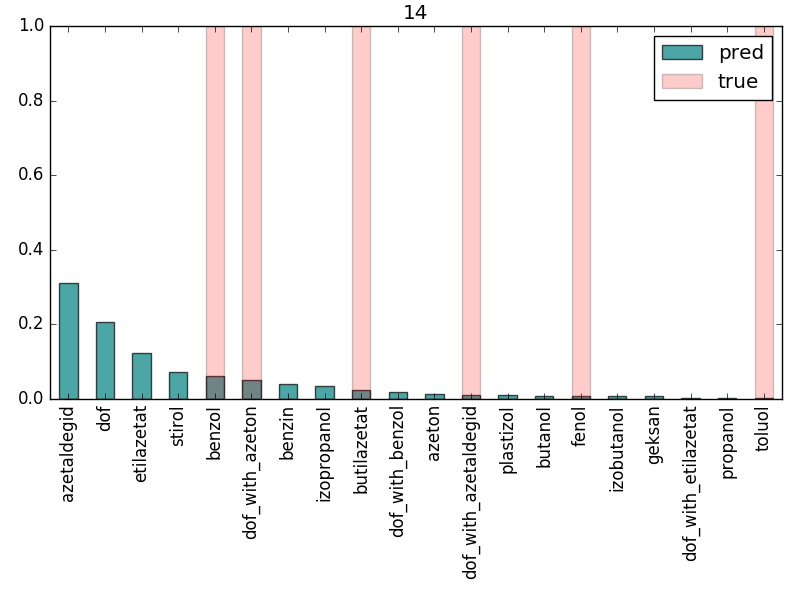 14
1.0
0.8
0.6
0.4
0.2
0.0
pred
true
azetaldegid
dof
etilazetat
stirol
benzol
dof_with_azeton
benzin
izopropanol
butilazetat
dof_with_benzol
azeton
dof_with_azetaldegid
plastizol
butanol
fenol
izobutanol
geksan
dof_with_etilazetat
propanol
toluol